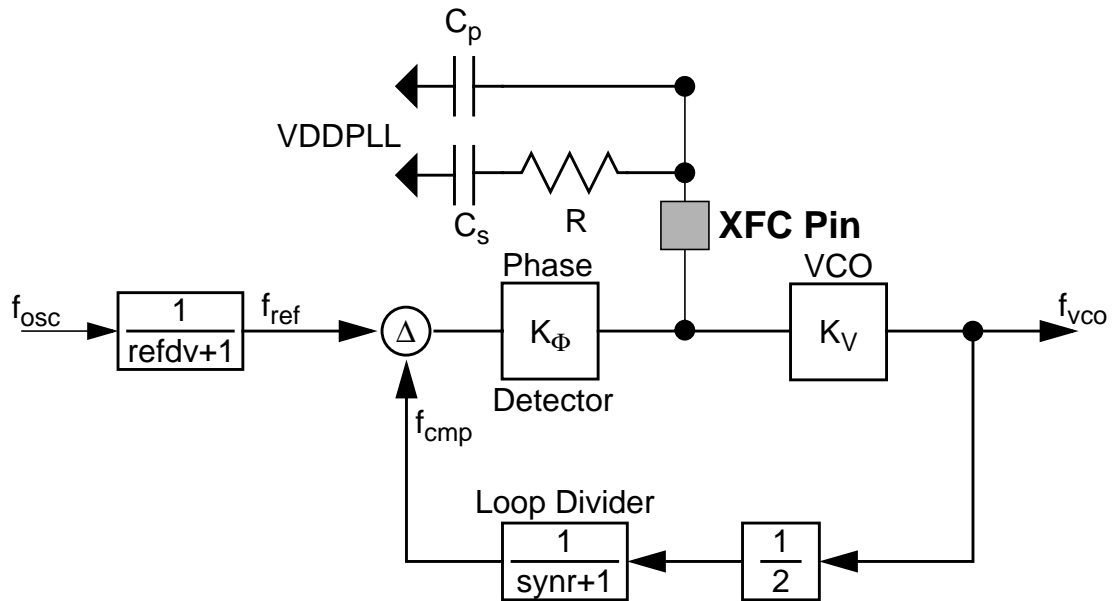 Cp
VDDPLL
Cs
R
XFC Pin
Phase
VCO
fosc
1
refdv+1
fref
Δ
KΦ
KV
fvco
Detector
fcmp
Loop Divider
1
synr+1
1
2